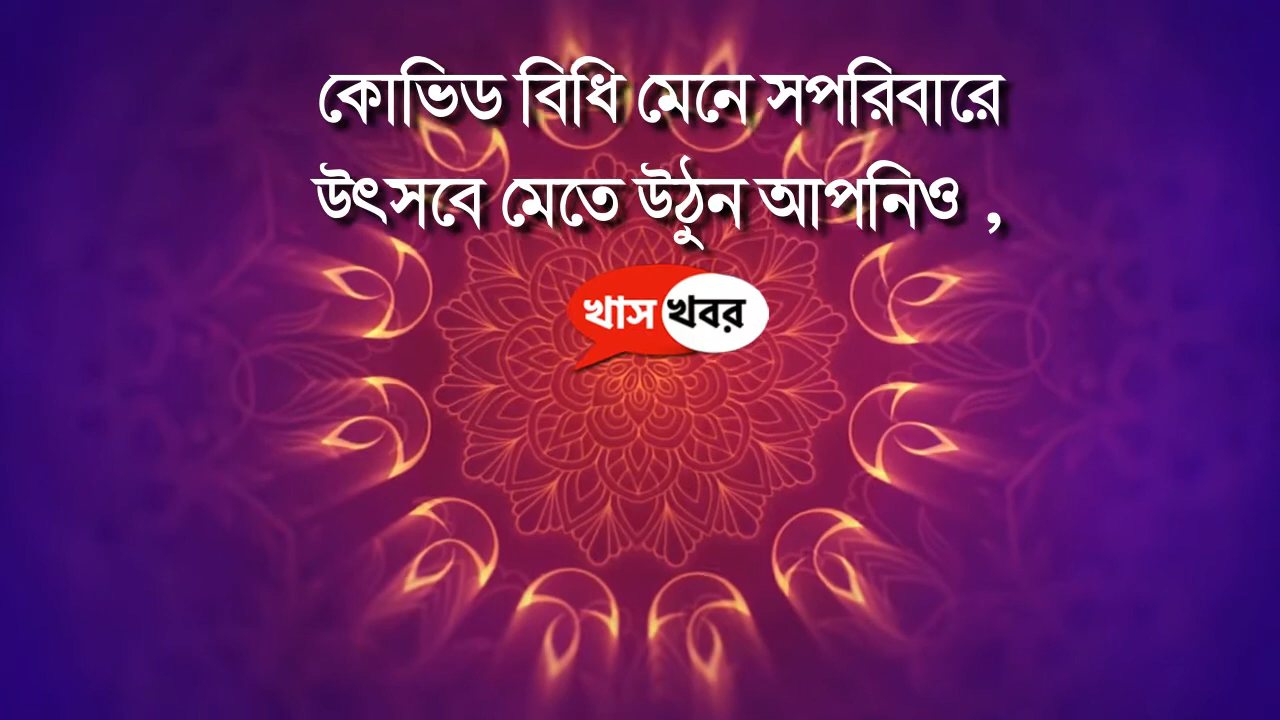 কোভিড বিধি মেনে সপরিবারে
উৎসবে মেতে উঠুন আপনিও ,
খাস খবর